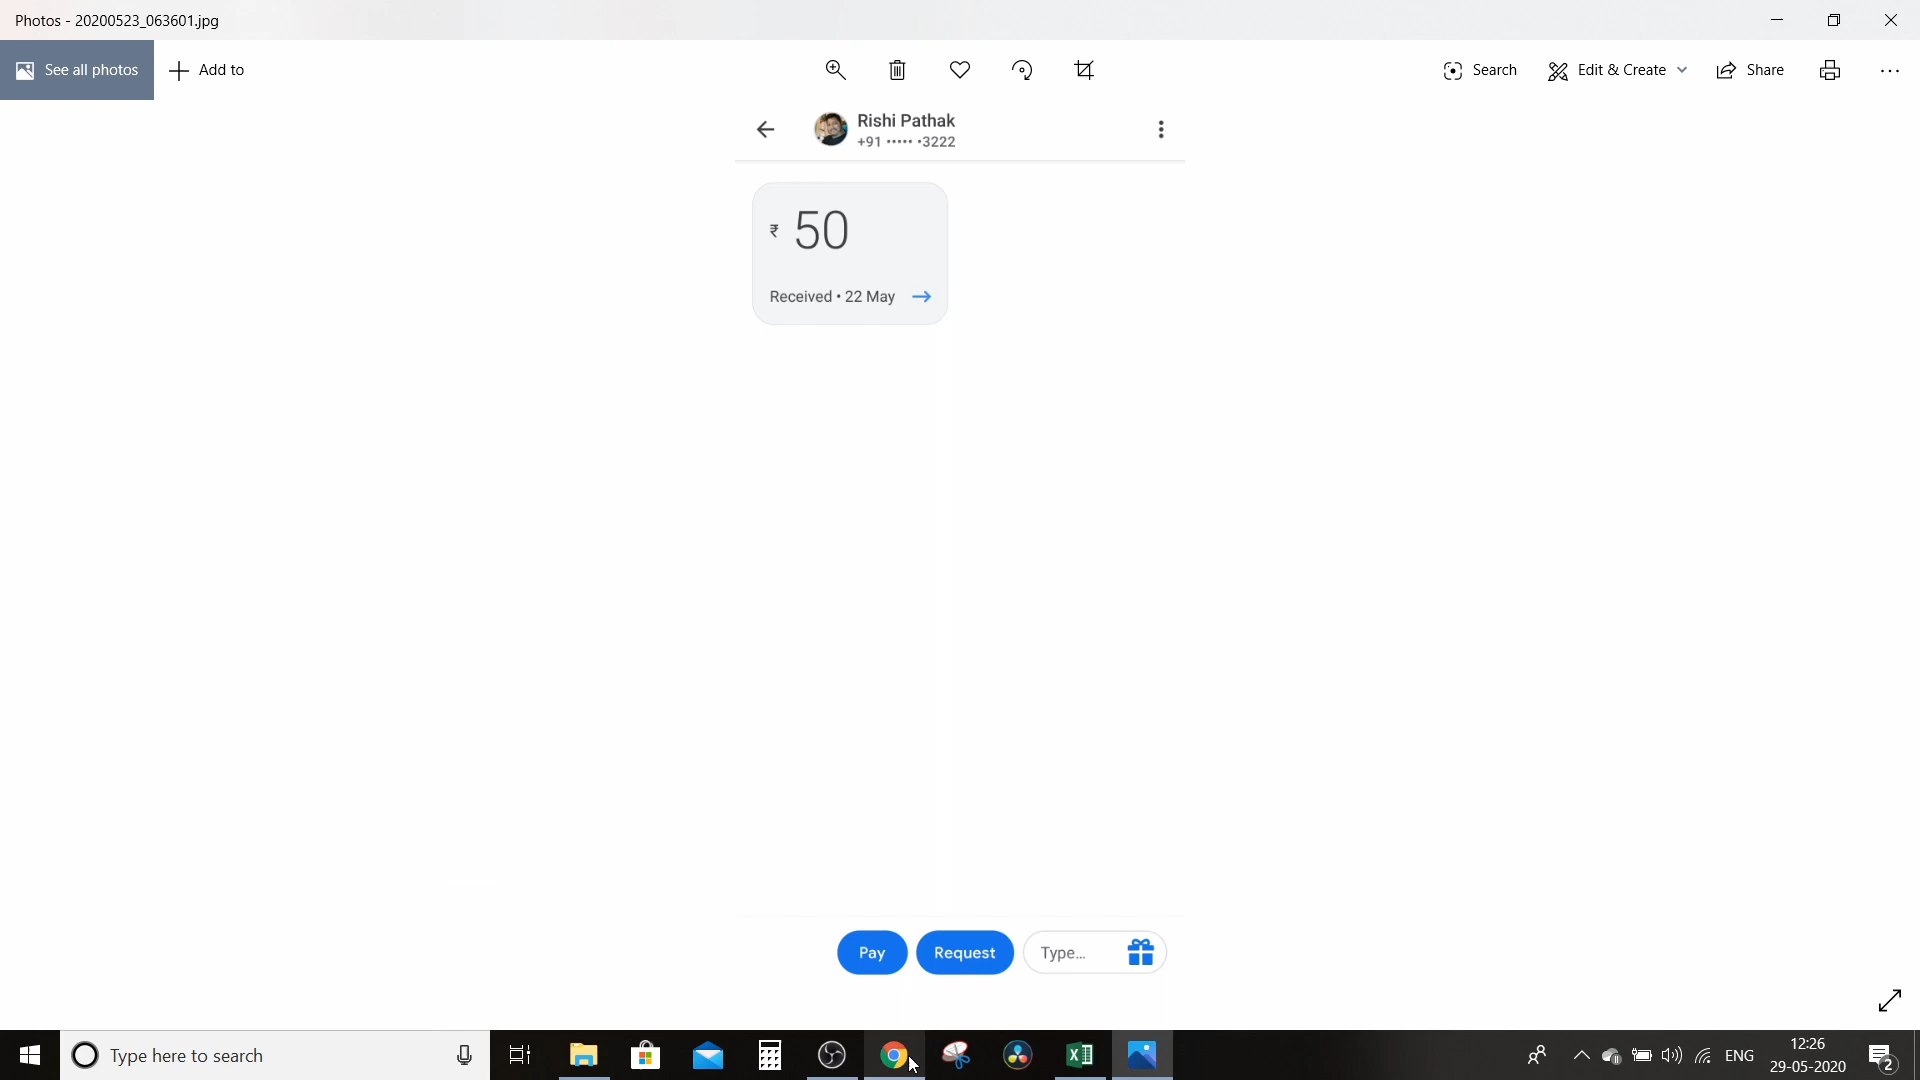 Photos - 20200523_063601.jpg
See all photos
Add to
Search
Edit & Create
Share
Rishi Pathak
+91 ••••• •3222
₹ 50
Received • 22 May
Pay
Request
Type...
Type here to search
ENG
12:26
29-05-2020
2